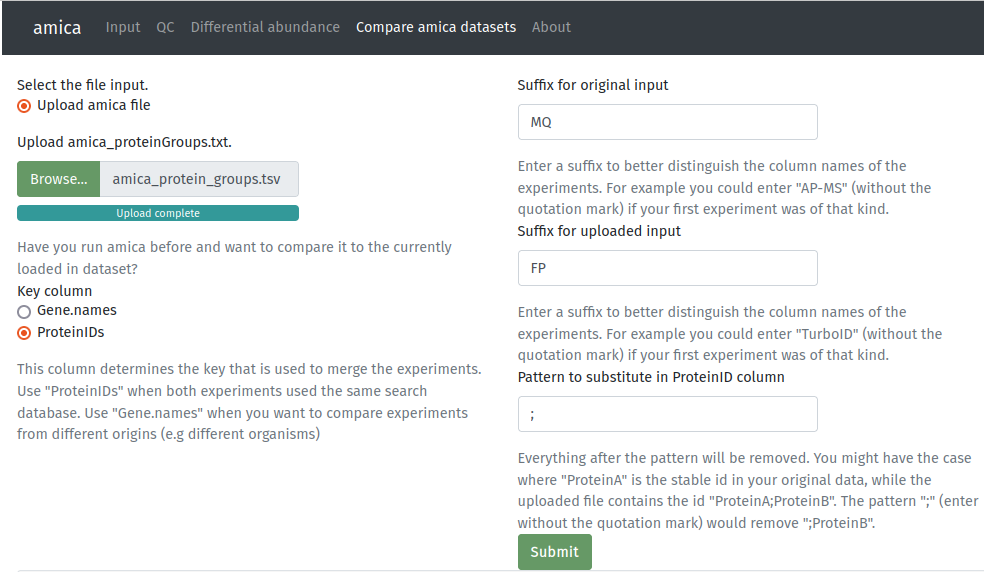 amica Input QC Differential abundance Compare amica datasets About
Select the file input.
Upload amica file
Upload amica_proteinGroups.txt.
Browse... amica_protein_groups.tsv
Upload complete
Have you run amica before and want to compare it to the currently
loaded in dataset?
Key column
Gene.names
ProteinIDs
This column determines the key that is used to merge the experiments.
Use "ProteinIDs" when both experiments used the same search
database. Use "Gene.names" when you want to compare experiments
from different origins (e.g different organisms)
Suffix for original input
MQ
Enter a suffix to better distinguish the column names of the
experiments. For example you could enter "AP-MS" (without the
quotation mark) if your first experiment was of that kind.
Suffix for uploaded input
FP
Enter a suffix to better distinguish the column names of the
experiments. For example you could enter "TurboID" (without the
quotation mark) if your first experiment was of that kind.
Pattern to substitute in ProteinID column
;
Everything after the pattern will be removed. You might have the case
where "ProteinA" is the stable id in your original data, while the
uploaded file contains the id "ProteinA;ProteinB". The pattern ";" (enter
without the quotation mark) would remove ";ProteinB".
Submit